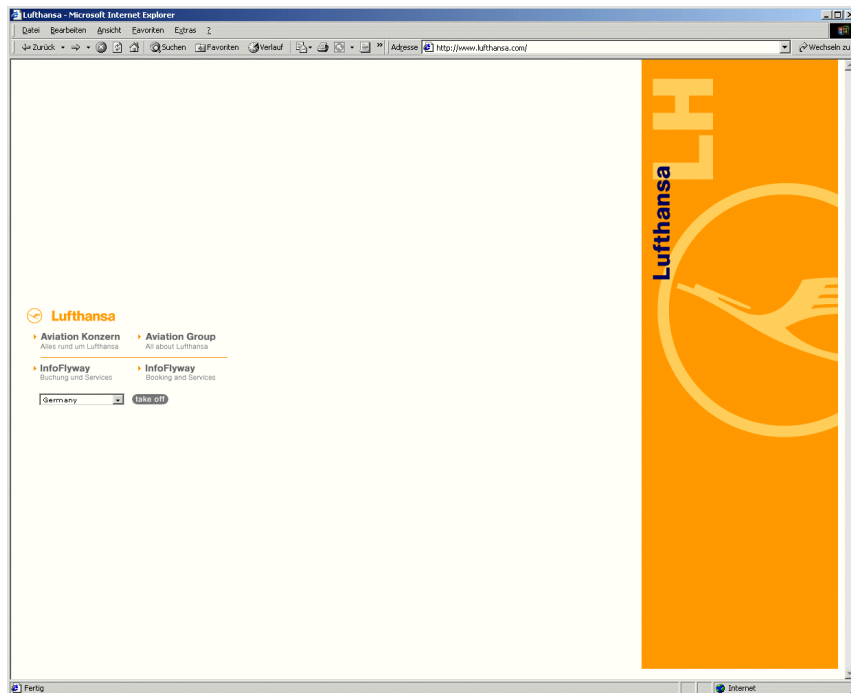 Lufthansa - Microsoft Internet Explorer
Datei Bearbeiten Ansicht Favoriten Extras ?
Zurück Suchen Favoriten Verlauf » Adresse http://www.lufthansa.com/ Wechseln zu
LH
Lufthansa
Lufthansa
Aviation Konzern Aviation Group
Alles rund um Lufthansa All about Lufthansa
InfoFlyway InfoFlyway
Buchung und Services Booking and Services
Germany take off
Fertig Internet